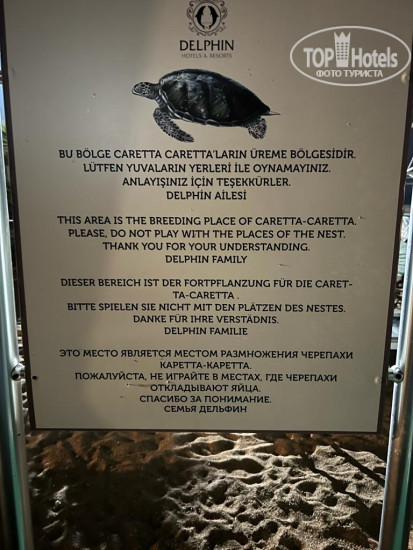 DELPHIN
HOTELS & RESORTS
TOPHotels
ФОТО ТУРИСТА
BU BÖLGE CARETTA CARETTA'LARIN ÜREME BÖLGESİDİR.
LÜTFEN YUVALARIN YERLERİ İLE OYNAMAYINIZ.
ANLAYIŞINIZ İÇİN TEŞEKKÜRLER.
DELPHİN AİLESİ
THIS AREA IS THE BREEDING PLACE OF CARETTA-CARETTA.
PLEASE, DO NOT PLAY WITH THE PLACES OF THE NEST.
THANK YOU FOR YOUR UNDERSTANDING.
DELPHIN FAMILY
DIESER BEREICH IST DER FORTPFLANZUNG FÜR DIE CARET-
TA-CARETTA .
BITTE SPIELEN SIE NICHT MIT DEN PLÄTZEN DES NESTES.
DANKE FÜR IHRE VERSTÄDNIS.
DELPHIN FAMILIE
ЭТО МЕСТО ЯВЛЯЕТСЯ МЕСТОМ РАЗМНОЖЕНИЯ ЧЕРЕПАХИ
КАРЕТТА-КАРЕТТА.
ПОЖАЛУЙСТА, НЕ ИГРАЙТЕ В МЕСТАХ, ГДЕ ЧЕРЕПАХИ
ОТКЛАДЫВАЮТ ЯЙЦА.
СПАСИБО ЗА ПОНИМАНИЕ.
СЕМЬЯ ДЕЛЬФИН